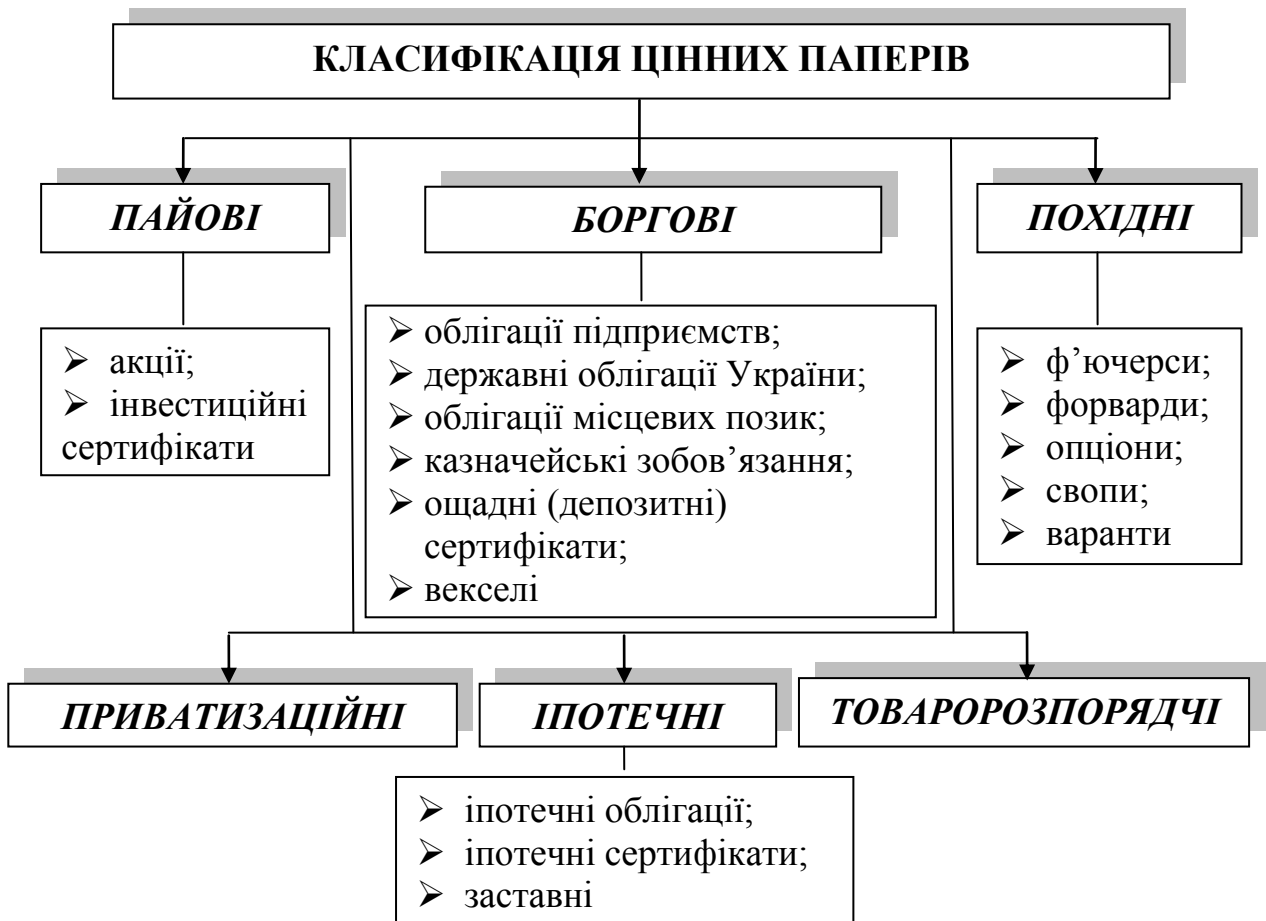 КЛАСИФІКАЦІЯ ЦІННИХ ПАПЕРІВ
ПАЙОВІ
БОРГОВІ
ПОХІДНІ
➢ акції;
➢ інвестиційні
сертифікати
➢ облігації підприємств;
➢ державні облігації України;
➢ облігації місцевих позик;
➢ казначейські зобов’язання;
➢ ощадні (депозитні)
сертифікати;
➢ векселі
➢ ф’ючерси;
➢ форварди;
➢ опціони;
➢ свопи;
➢ варанти
ПРИВАТИЗАЦІЙНІ
ІПОТЕЧНІ
ТОВАРОРОЗПОРЯДЧІ
➢ іпотечні облігації;
➢ іпотечні сертифікати;
➢ заставні